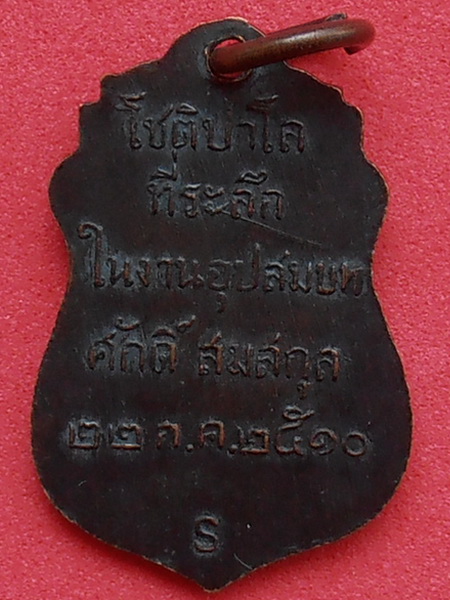 โชติปาโล
ที่ระลึก
ในงานอุปสมบท
ศักดิ์ สมสกุล
๒๒ ต.ค.๒๕๑๐
S